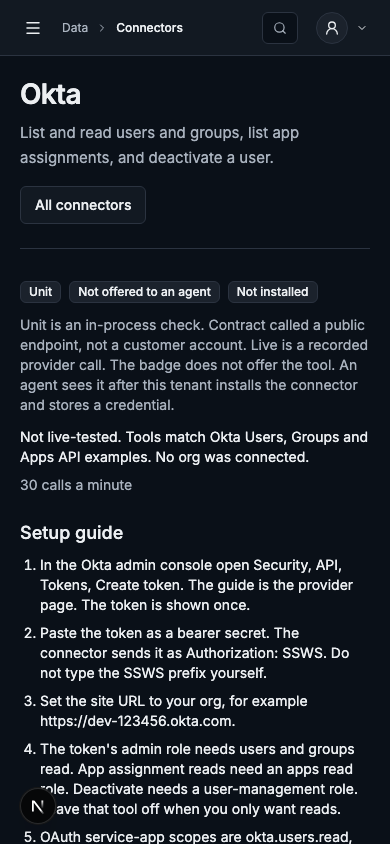 Data > Connectors
Okta
List and read users and groups, list app
assignments, and deactivate a user.
All connectors
Unit Not offered to an agent Not installed
Unit is an in-process check. Contract called a public
endpoint, not a customer account. Live is a recorded
provider call. The badge does not offer the tool. An
agent sees it after this tenant installs the connector
and stores a credential.
Not live-tested. Tools match Okta Users, Groups and
Apps API examples. No org was connected.
30 calls a minute
Setup guide
1. In the Okta admin console open Security, API,
Tokens, Create token. The guide is the provider
page. The token is shown once.
2. Paste the token as a bearer secret. The
connector sends it as Authorization: SSWS. Do
not type the SSWS prefix yourself.
3. Set the site URL to your org, for example
https://dev-123456.okta.com.
4. The token's admin role needs users and groups
read. App assignment reads need an apps read
role. Deactivate needs a user-management role.
that tool off when you only want reads.
N
5. OAuth service-app scopes are okta.users.read,